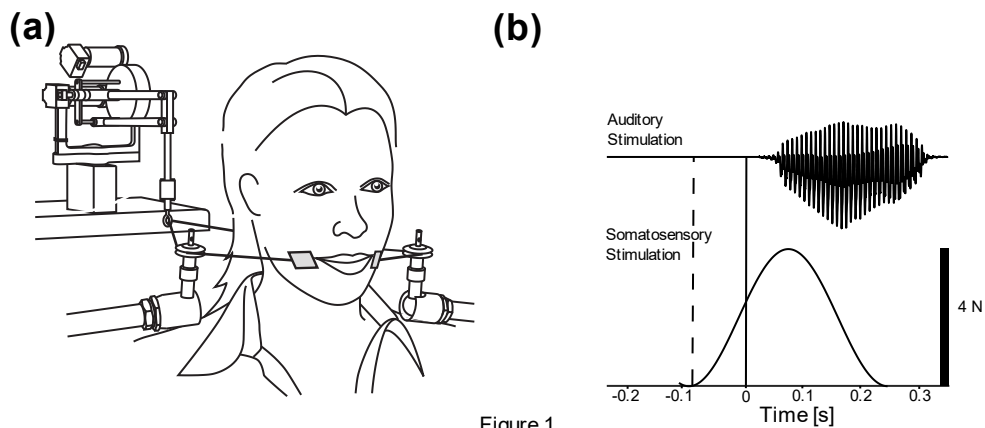 (a)
(b)
Auditory
Stimulation
Somatosensory
Stimulation
4 N
-0.2 -0.1 0 0.1 0.2 0.3
Time [s]
Figure 1